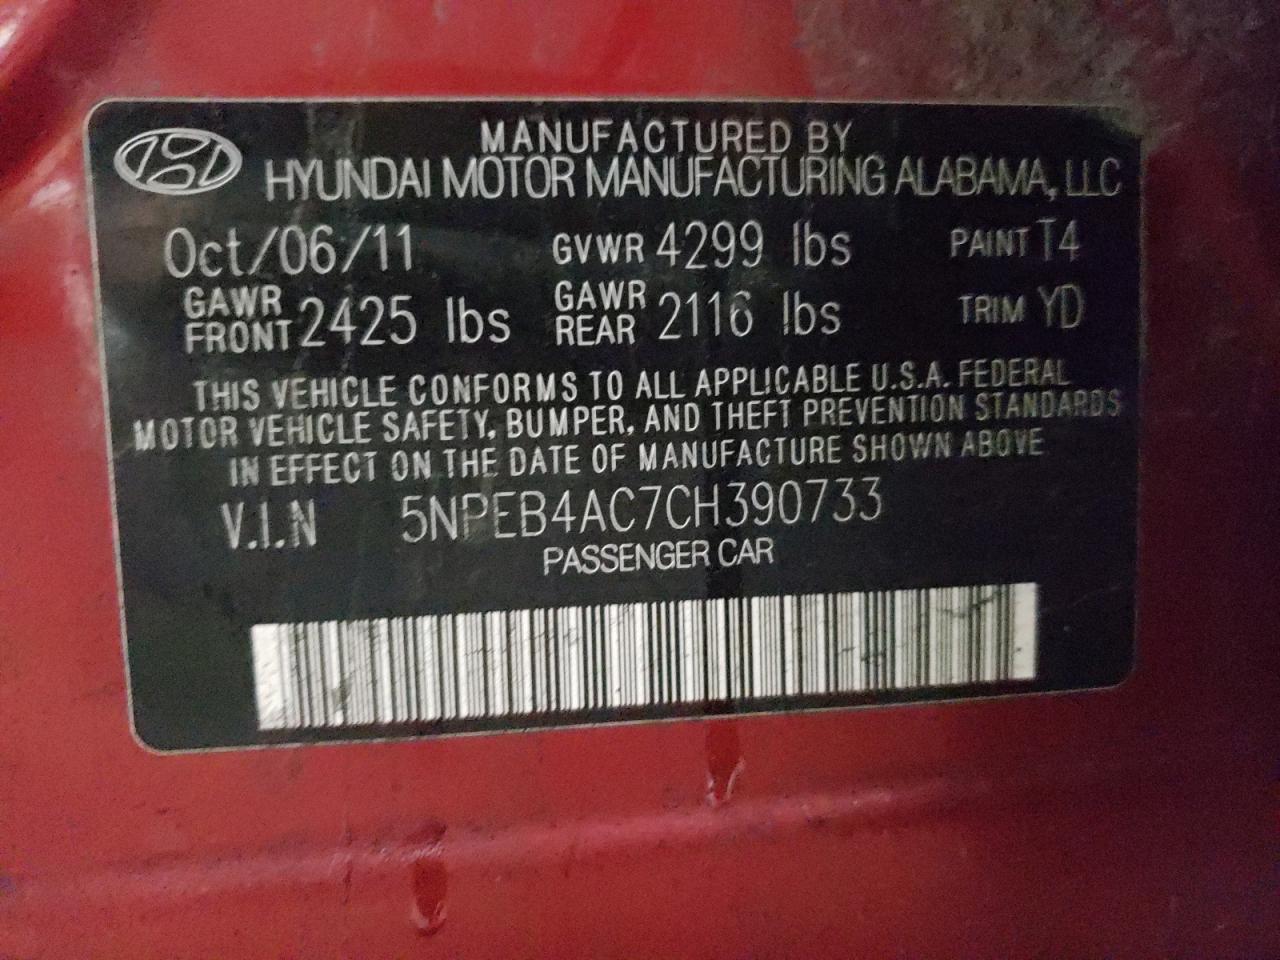 MANUFACTURED BY
HYUNDAI MOTOR MANUFACTURING ALABAMA, LLC
Oct/06/11 GVWR 4299 lbs PAINT T4
GAWR FRONT 2425 lbs GAWR REAR 2116 lbs TRIM YD
THIS VEHICLE CONFORMS TO ALL APPLICABLE U.S.A. FEDERAL
MOTOR VEHICLE SAFETY, BUMPER, AND THEFT PREVENTION STANDARDS
IN EFFECT ON THE DATE OF MANUFACTURE SHOWN ABOVE
V.I.N 5NPEB4AC7CH390733
PASSENGER CAR